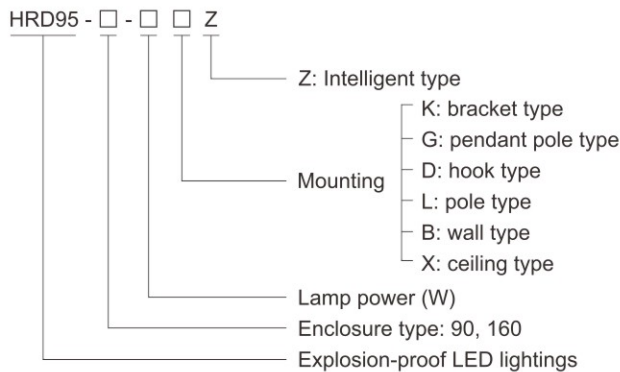 HRD95 - □ - □ □ Z
Z: Intelligent type
K: bracket type
G: pendant pole type
D: hook type
Mounting
L: pole type
B: wall type
X: ceiling type
Lamp power (W)
Enclosure type: 90, 160
Explosion-proof LED lightings